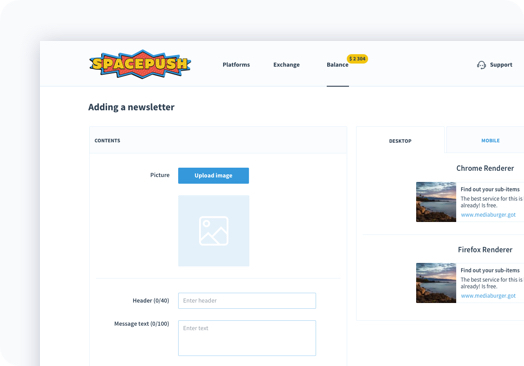 SPACEPUSH
Platforms
Exchange
Balance
$ 2 304
Support
Adding a newsletter
CONTENTS
Picture
Upload image
Header (0/40)
Enter header
Message text (0/100)
Enter text
DESKTOP
MOBILE
Chrome Renderer
Find out your sub-items
The best service for this is
already! Is free.
www.mediaburger.got
Firefox Renderer
Find out your sub-items
The best service for this is
already! Is free.
www.mediaburger.got